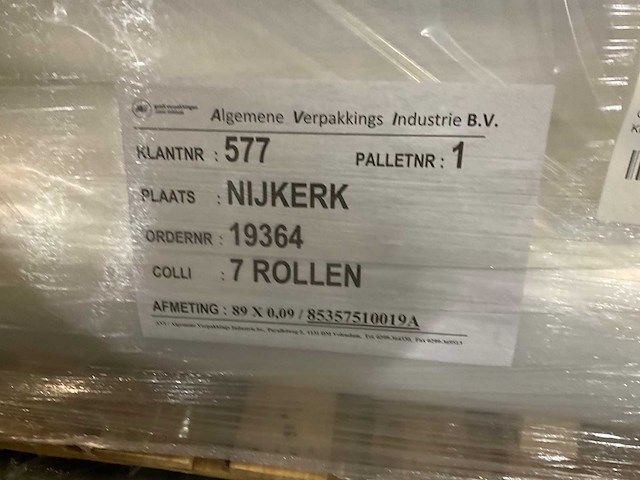 Algemene Verpakkings Industrie B.V.
KLANTNR : 577 PALLETNR : 1
PLAATS : NIJKERK
ORDERNR : 19364
COLLI : 7 ROLLEN
AFMETING : 89 X 0,09 / 85357510019A